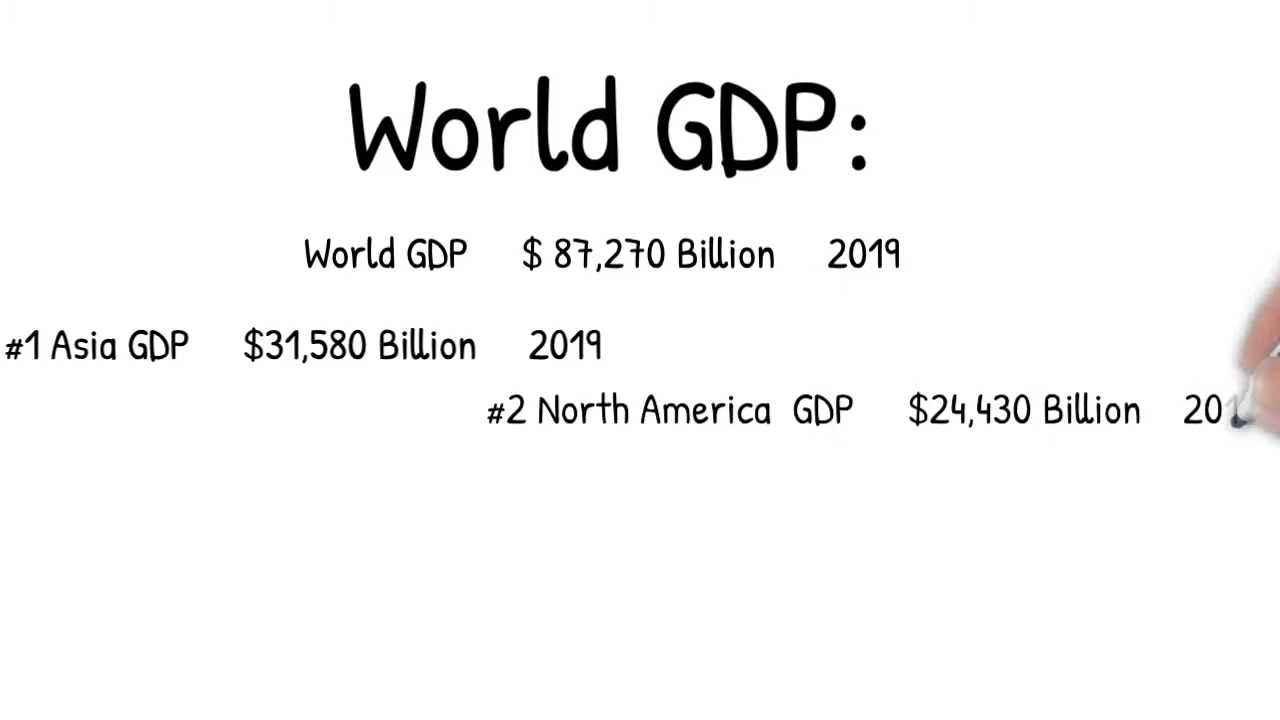 World GDP:
World GDP $ 87,270 Billion 2019
#1 Asia GDP $31,580 Billion 2019
#2 North America GDP $24,430 Billion